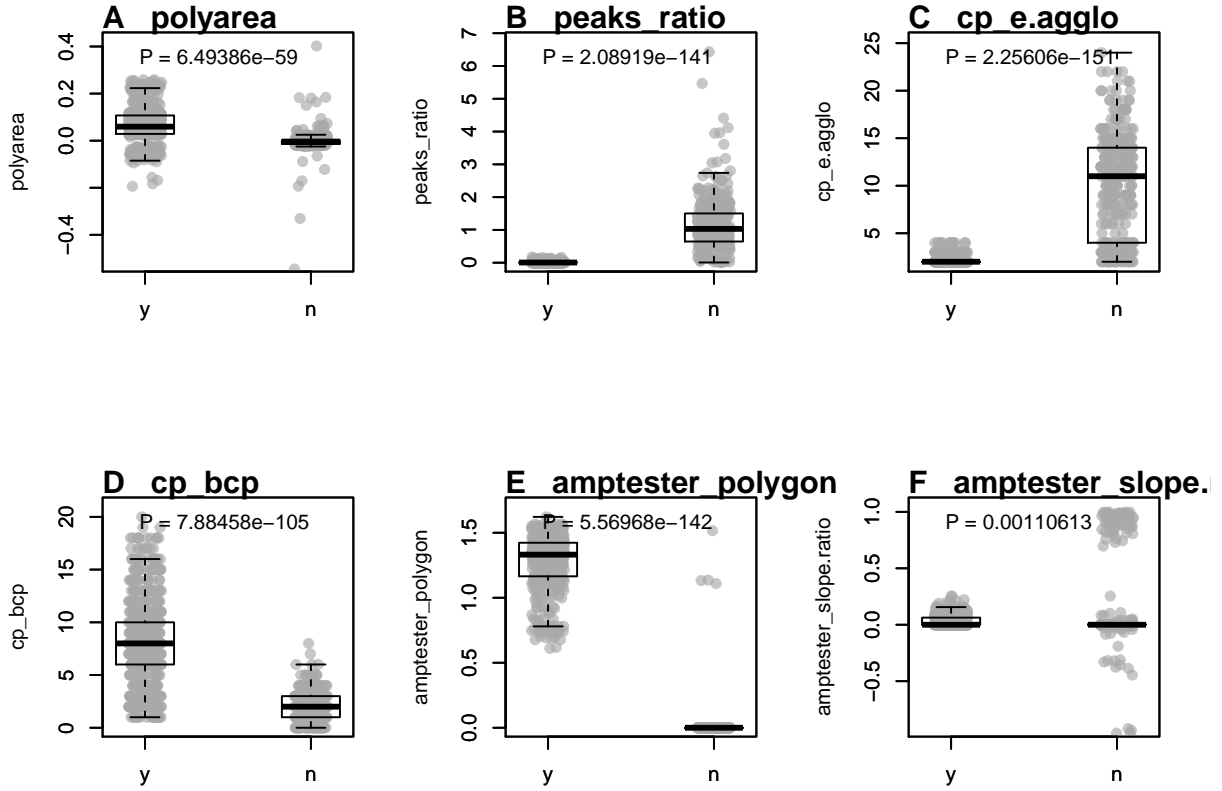 A polyarea
P = 6.49386e−59
polyarea
0.4
0.2
0.0
−0.4
y n
B peaks_ratio
P = 2.08919e−141
peaks_ratio
7
6
5
4
3
2
1
0
y n
C cp_e.agglo
P = 2.25606e−151
cp_e.agglo
25
20
15
10
5
y n
D cp_bcp
P = 7.88458e−105
cp_bcp
20
15
10
5
0
y n
E amptester_polygon
P = 5.56968e−142
amptester_polygon
1.5
1.0
0.5
0.0
y n
F amptester_slope.
P = 0.00110613
amptester_slope.ratio
1.0
0.5
0.0
−0.5
y n